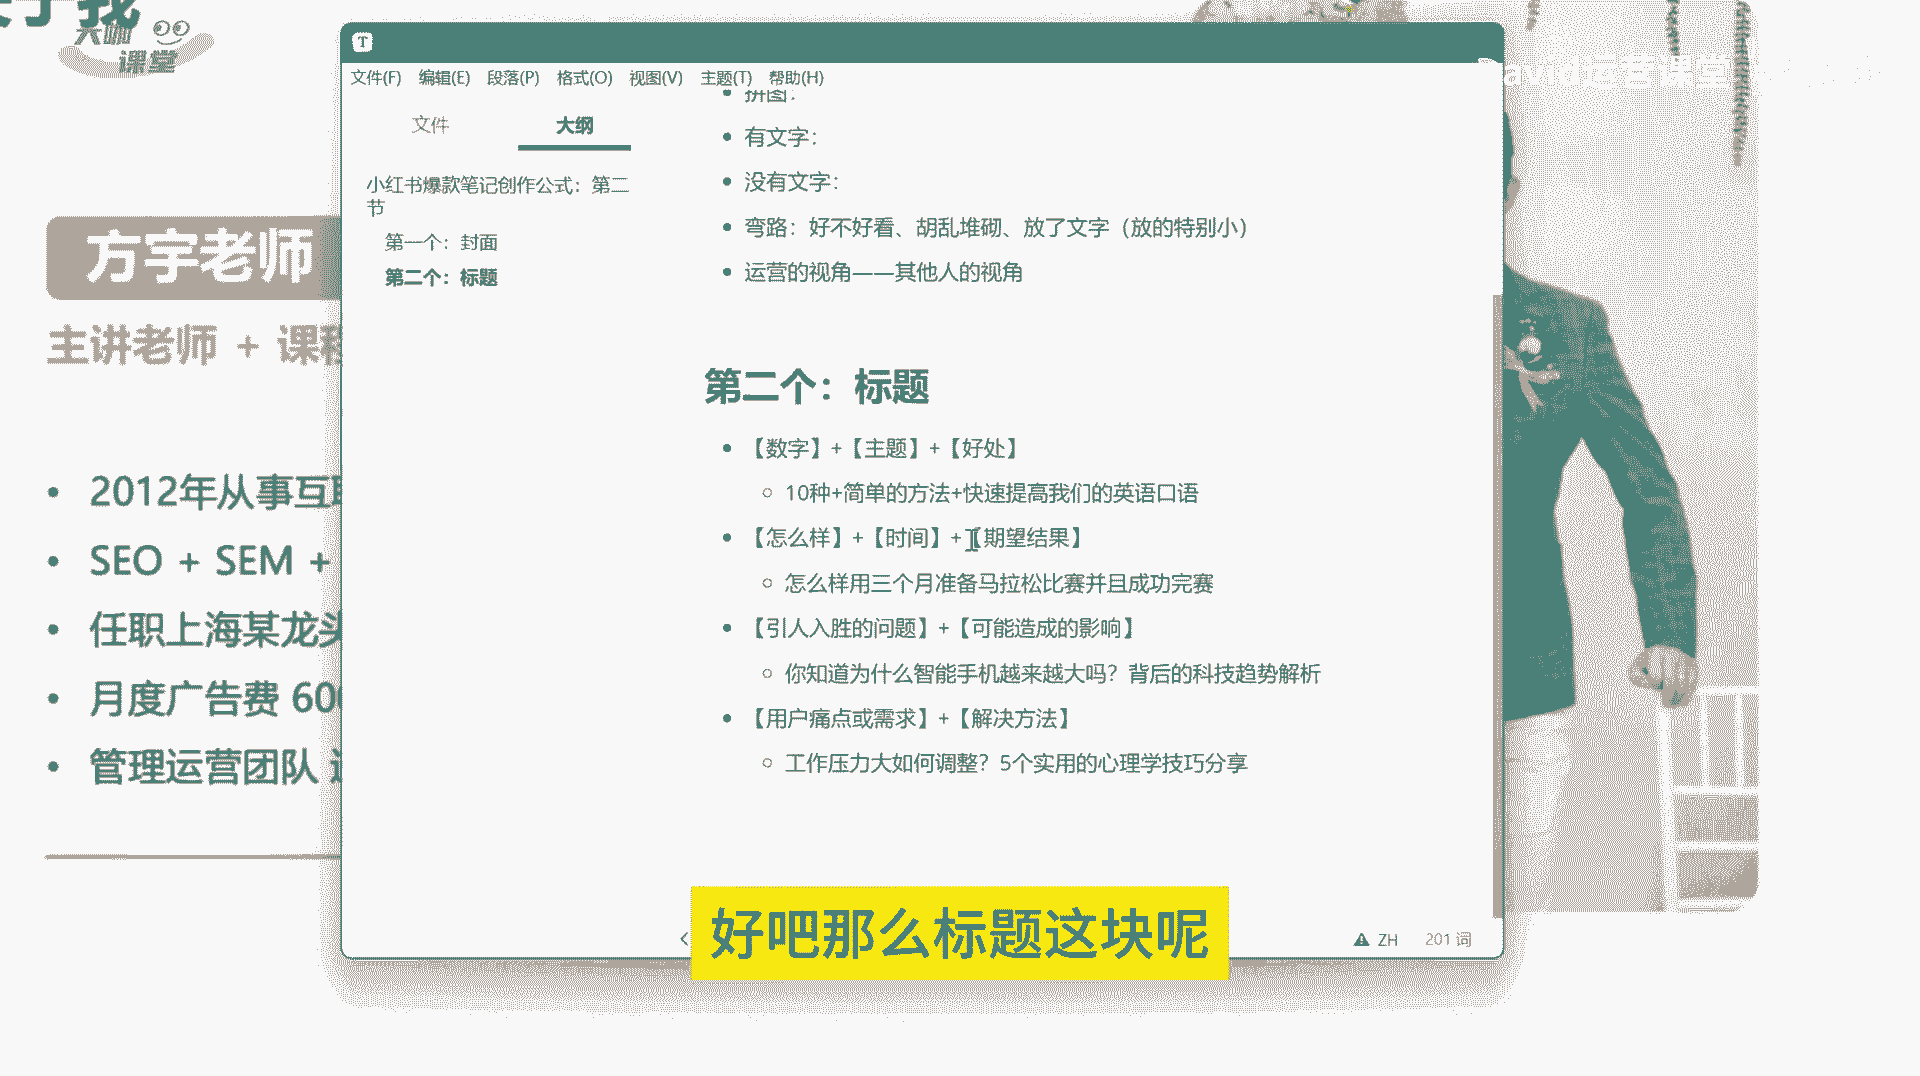 大咖
课堂
David运营课堂
方宇老师
主讲老师 + 课程
2012年从事互联
SEO + SEM +
任职上海某龙头
月度广告费 600
管理运营团队
T
文件(F) 编辑(E) 段落(P) 格式(O) 视图(V) 主题(T) 帮助(H)
文件 大纲
小红书爆款笔记创作公式：第二
节
第一个：封面
第二个：标题
拼图：
有文字：
没有文字：
弯路：好不好看、胡乱堆砌、放了文字（放的特别小）
运营的视角——其他人的视角
第二个：标题
【数字】+【主题】+【好处】
10种+简单的方法+快速提高我们的英语口语
【怎么样】+【时间】+【期望结果】
怎么样用三个月准备马拉松比赛并且成功完赛
【引人入胜的问题】+【可能造成的影响】
你知道为什么智能手机越来越大吗？背后的科技趋势解析
【用户痛点或需求】+【解决方法】
工作压力大如何调整？5个实用的心理学技巧分享
ZH 201 词
好吧那么标题这块呢